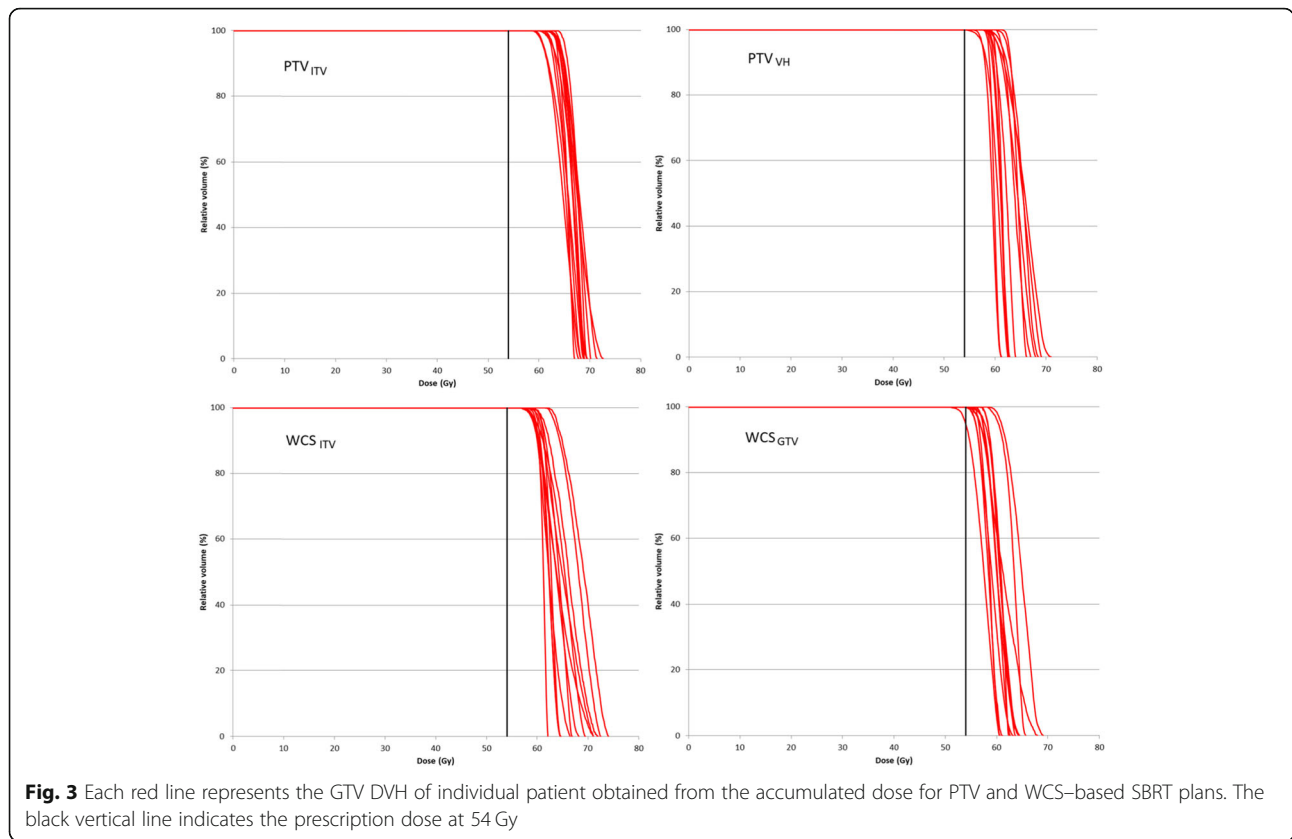 PTV ITV
Relative volume (%)
100
80
60
40
20
0
0 10 20 30 40 50 60 70 80
Dose (Gy)
PTV VH
Relative volume (%)
100
80
60
40
20
0
0 10 20 30 40 50 60 70 80
Dose (Gy)
WCS ITV
Relative volume (%)
100
80
60
40
20
0
0 10 20 30 40 50 60 70 80
Dose (Gy)
WCS GTV
Relative volume (%)
100
80
60
40
20
0
0 10 20 30 40 50 60 70 80
Dose (Gy)
Fig. 3 Each red line represents the GTV DVH of individual patient obtained from the accumulated dose for PTV and WCS–based SBRT plans. The
black vertical line indicates the prescription dose at 54 Gy